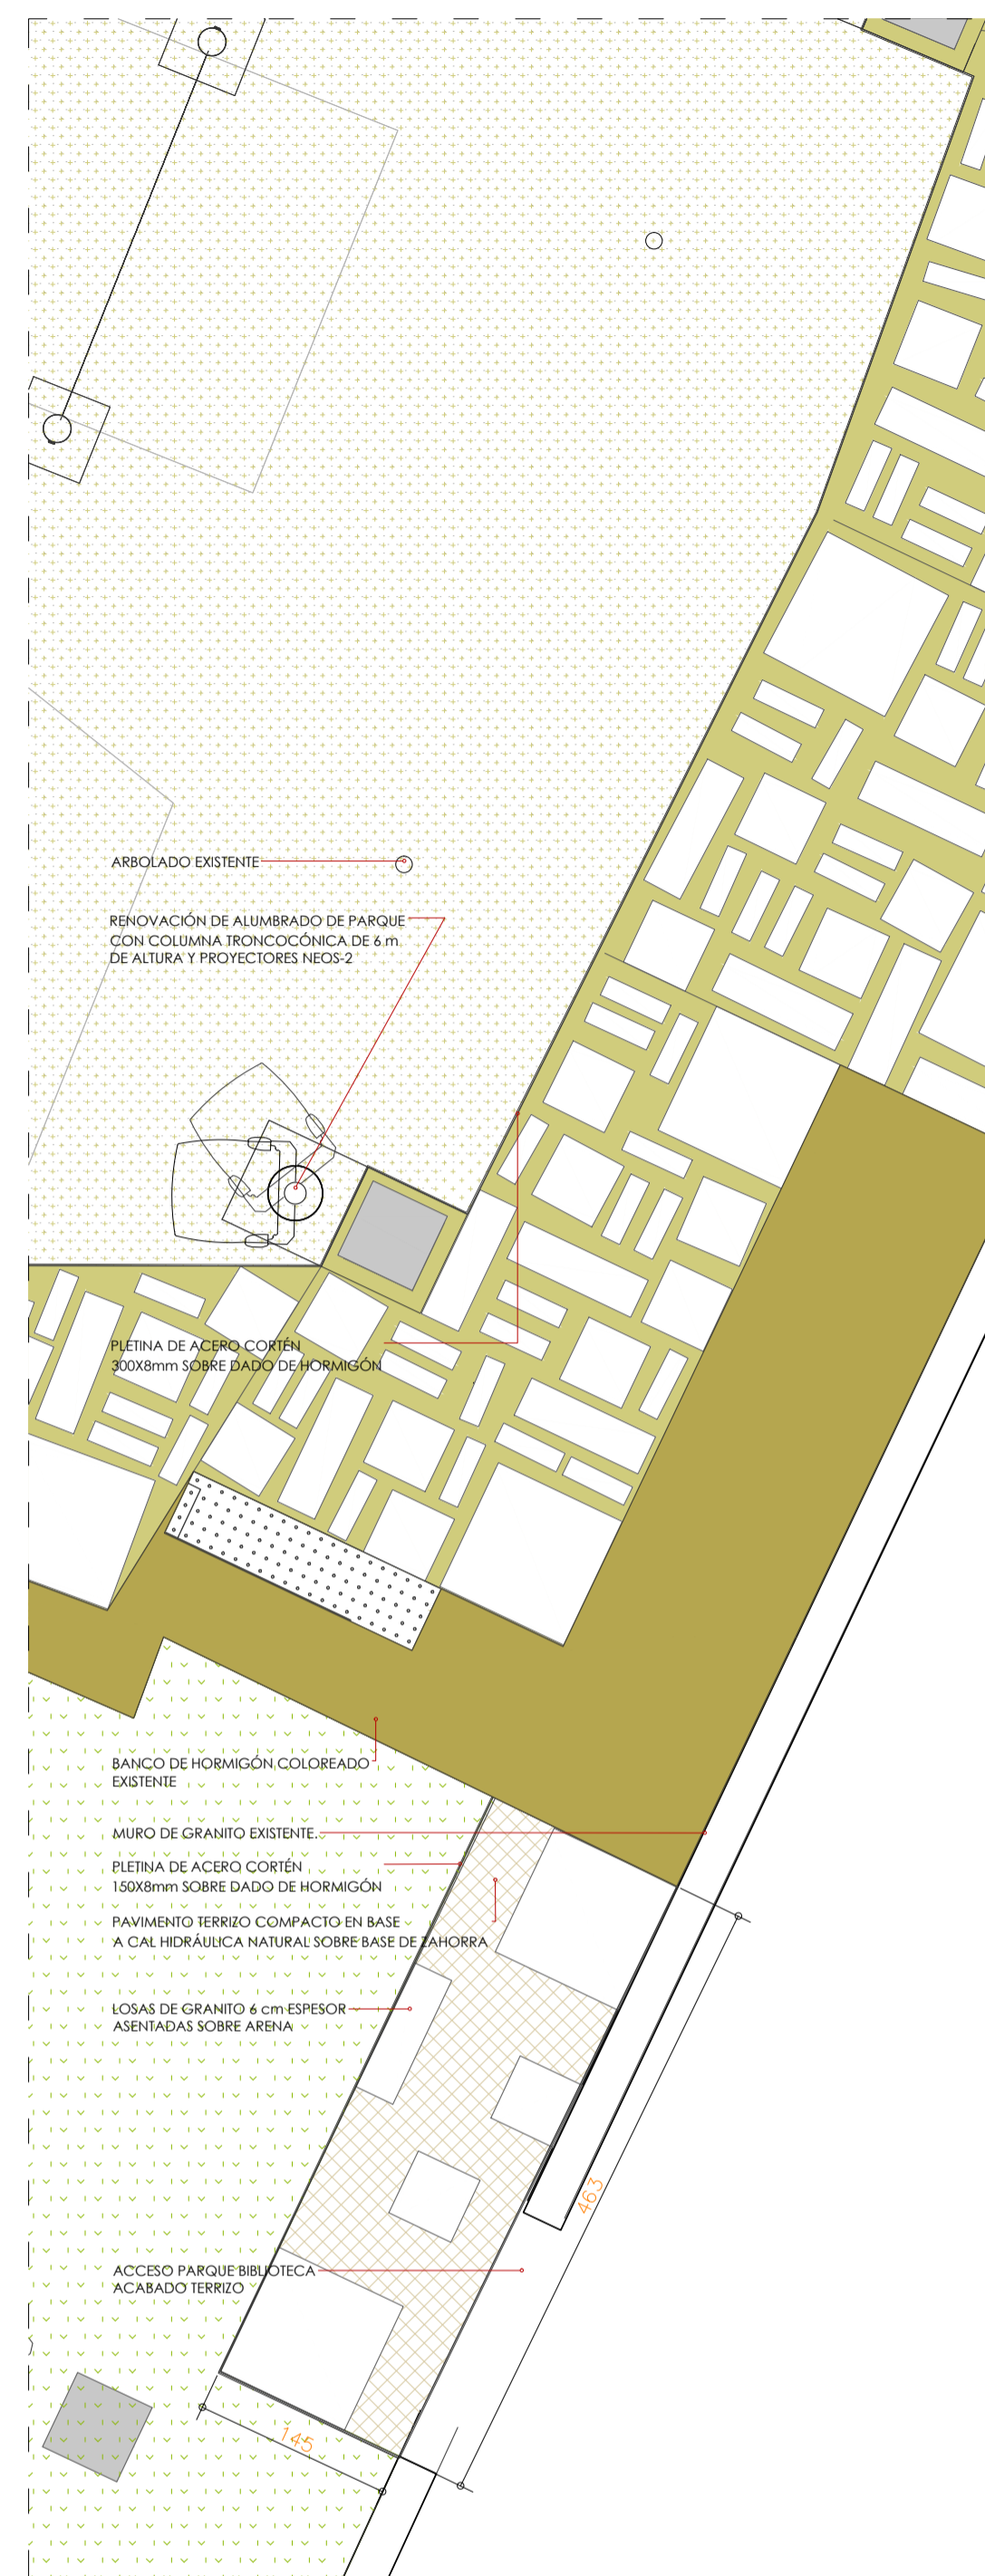 ARBOLADO EXISTENTE
RENOVACIÓN DE ALUMBRADO DE PARQUE
CON COLUMNA TRONCOCÓNICA DE 6 m
DE ALTURA Y PROYECTORES NEOS-2
PLETINA DE ACERO CORTÉN
300X8mm SOBRE DADO DE HORMIGÓN
BANCO DE HORMIGÓN COLOREADO
EXISTENTE
MURO DE GRANITO EXISTENTE.
PLETINA DE ACERO CORTÉN
150X8mm SOBRE DADO DE HORMIGÓN
PAVIMENTO TERRIZO COMPACTO EN BASE
A CAL HIDRÁULICA NATURAL SOBRE BASE DE ZAHORRA
LOSAS DE GRANITO 6 cm ESPESOR
ASENTADAS SOBRE ARENA
463
ACCESO PARQUE BIBLIOTECA
ACABADO TERRIZO
145